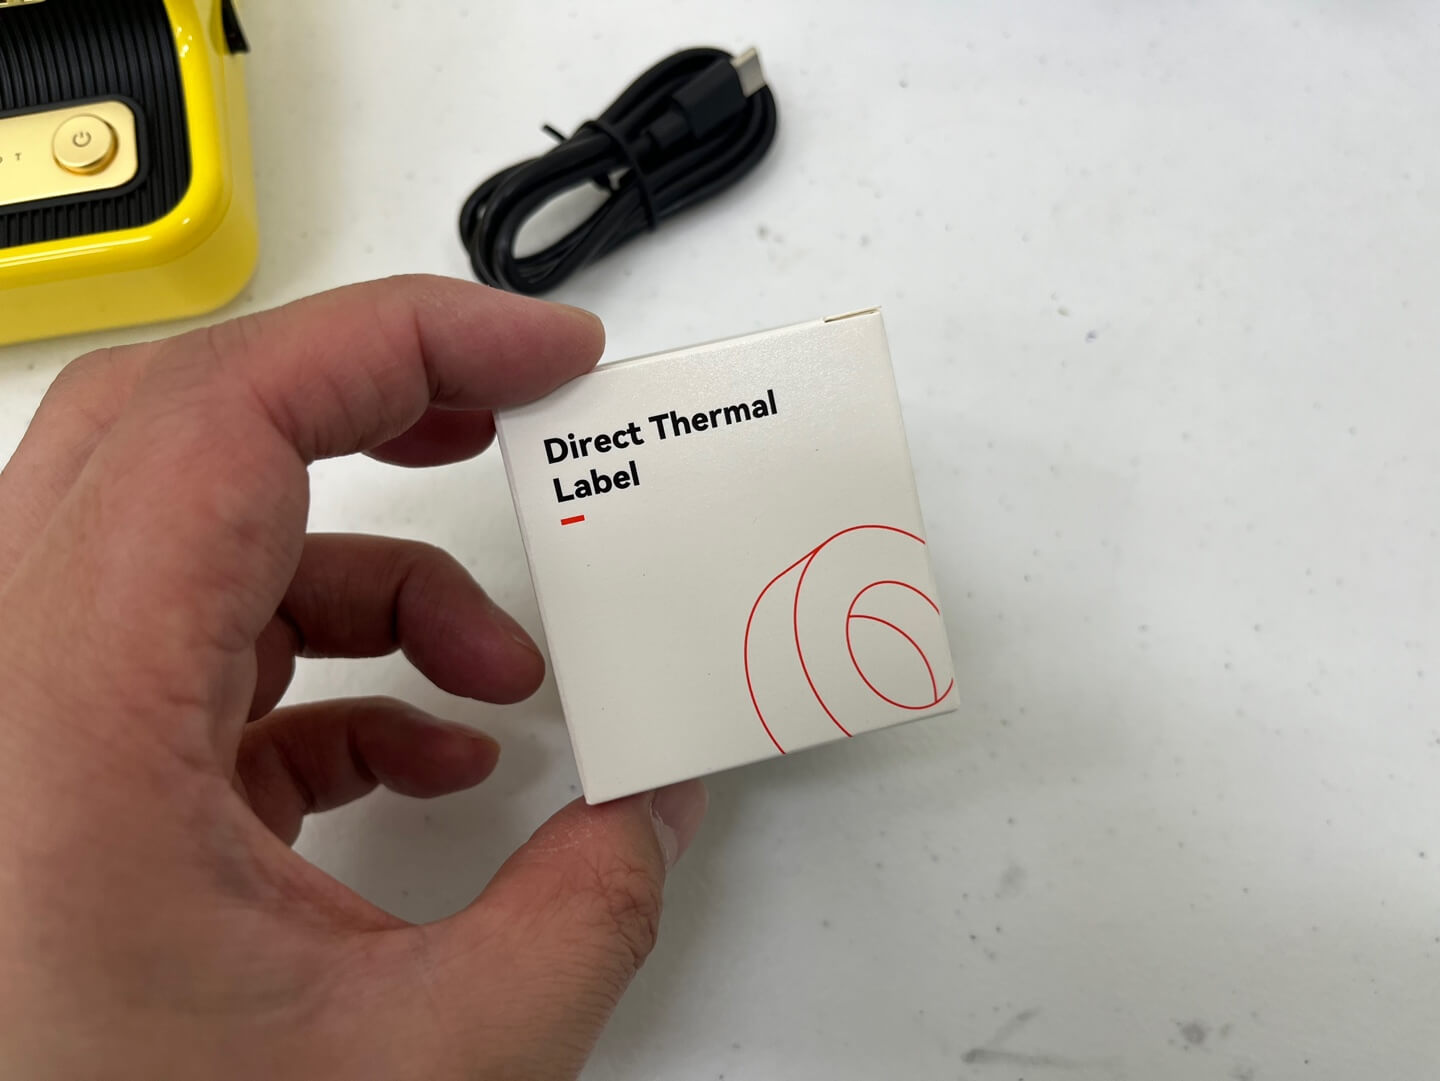 O T
Direct Thermal
Label